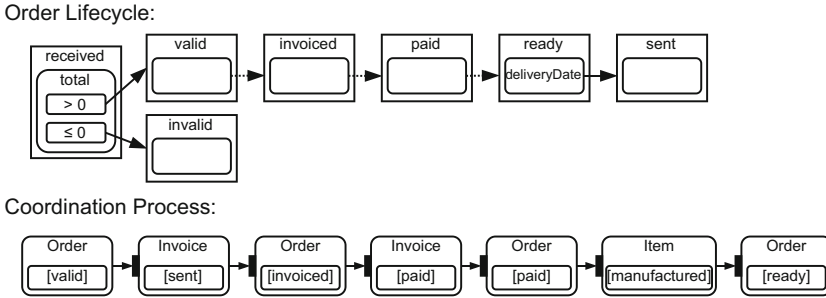 Order Lifecycle:
received
total
> 0
≤ 0
valid
invalid
invoiced
paid
ready
deliveryDate
sent
Coordination Process:
Order
[valid]
Invoice
[sent]
Order
[invoiced]
Invoice
[paid]
Order
[paid]
Item
[manufactured]
Order
[ready]